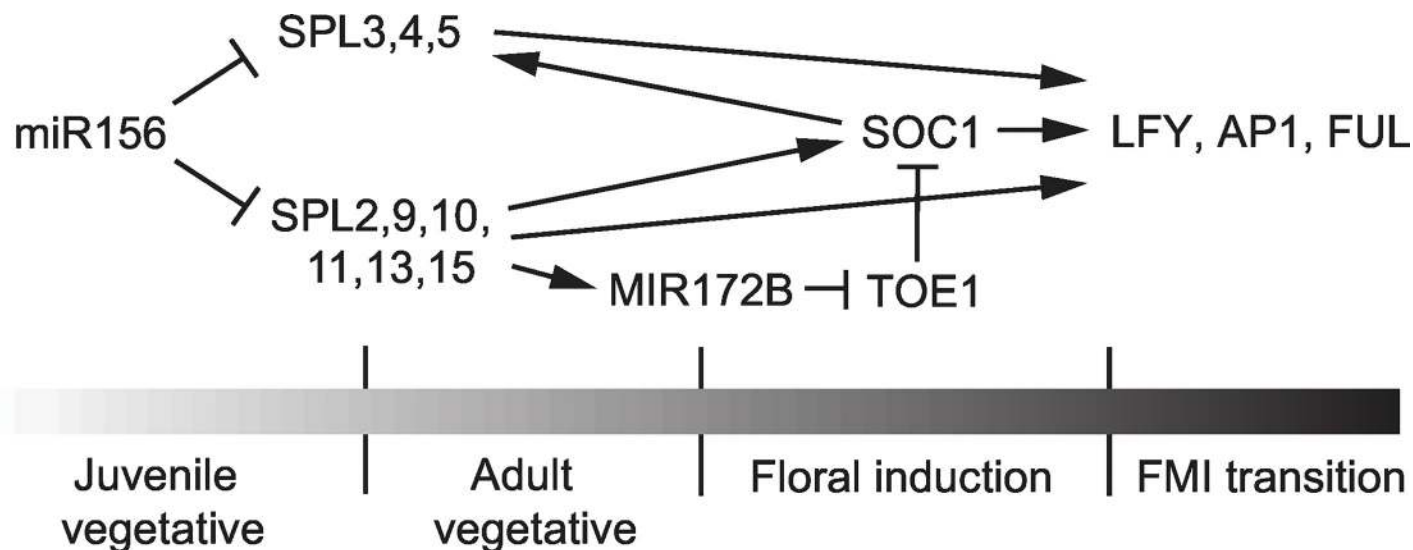 SPL3,4,5
miR156
SOC1
LFY, AP1, FUL
SPL2,9,10,
11,13,15
MIR172B
TOE1
Juvenile
vegetative
Adult
vegetative
Floral induction
FMI transition